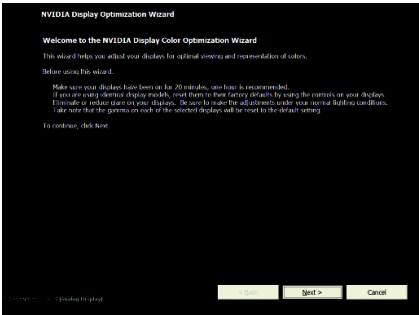 NVIDIA Display Optimization Wizard
Welcome to the NVIDIA Display Color Optimization Wizard
This wizard helps you adjust your displays for optimal viewing and representation of colors.
Before using this wizard.
Make sure your displays have been on for 20 minutes, one hour is recommended.
If you are using identical display models, reset them to their factory defaults by using the controls on your displays.
Eliminate or reduce glare on your displays. Be sure to make the adjustments under your normal lighting conditions.
Take note that the gamma on each of the selected displays will be reset to the default setting.
To continue, click Next.
< Back Next > Cancel
(Analog Display)